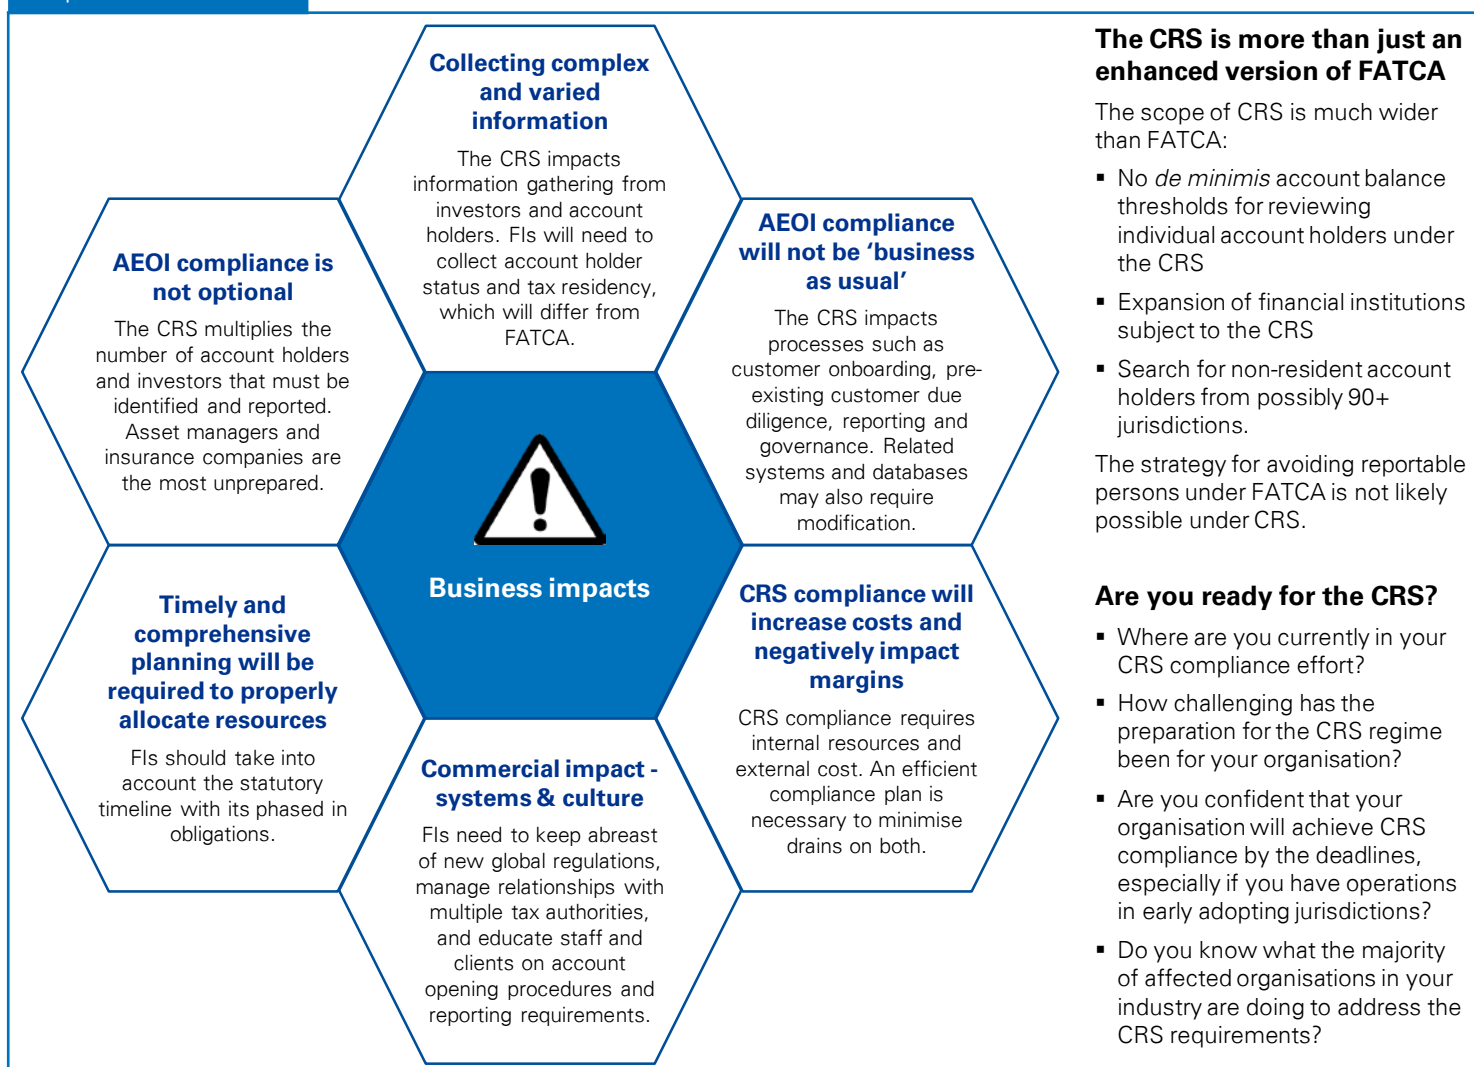 Collecting complex
and varied
information
The CRS impacts
information gathering from
investors and account
holders. FIs will need to
collect account holder
status and tax residency,
which will differ from
FATCA.
AEOI compliance is
not optional
The CRS multiplies the
number of account holders
and investors that must be
identified and reported.
Asset managers and
insurance companies are
the most unprepared.
AEOI compliance
will not be ‘business
as usual’
The CRS impacts
processes such as
customer onboarding, pre-
existing customer due
diligence, reporting and
governance. Related
systems and databases
may also require
modification.
Business impacts
Timely and
comprehensive
planning will be
required to properly
allocate resources
FIs should take into
account the statutory
timeline with its phased in
obligations.
CRS compliance will
increase costs and
negatively impact
margins
CRS compliance requires
internal resources and
external cost. An efficient
compliance plan is
necessary to minimise
drains on both.
Commercial impact -
systems & culture
FIs need to keep abreast
of new global regulations,
manage relationships with
multiple tax authorities,
and educate staff and
clients on account
opening procedures and
reporting requirements.
The CRS is more than just an
enhanced version of FATCA
The scope of CRS is much wider
than FATCA:
▪ No de minimis account balance
thresholds for reviewing
individual account holders under
the CRS
▪ Expansion of financial institutions
subject to the CRS
▪ Search for non-resident account
holders from possibly 90+
jurisdictions.
The strategy for avoiding reportable
persons under FATCA is not likely
possible under CRS.
Are you ready for the CRS?
▪ Where are you currently in your
CRS compliance effort?
▪ How challenging has the
preparation for the CRS regime
been for your organisation?
▪ Are you confident that your
organisation will achieve CRS
compliance by the deadlines,
especially if you have operations
in early adopting jurisdictions?
▪ Do you know what the majority
of affected organisations in your
industry are doing to address the
CRS requirements?